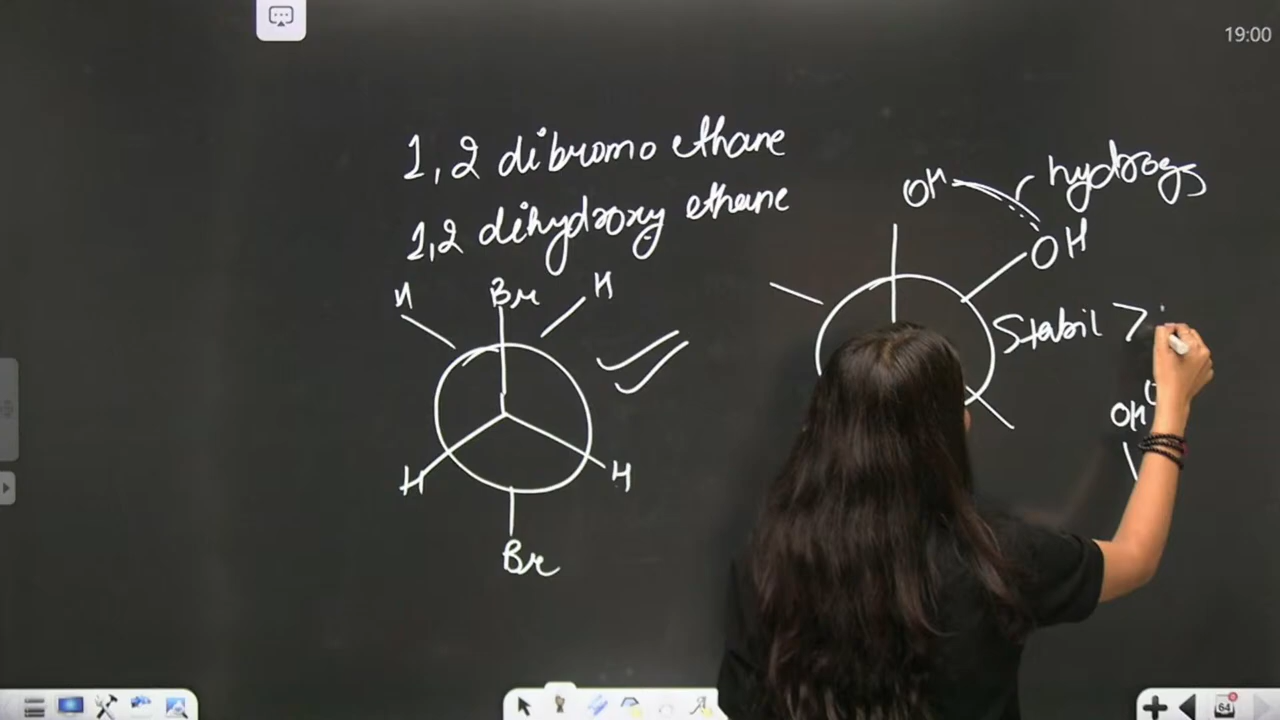 19:00
1,2 dibromo ethane
1,2 dihydroxy ethane
H
Br
H
H
H
Br
OH
hydrogs
OH
Stabil >
OH
64